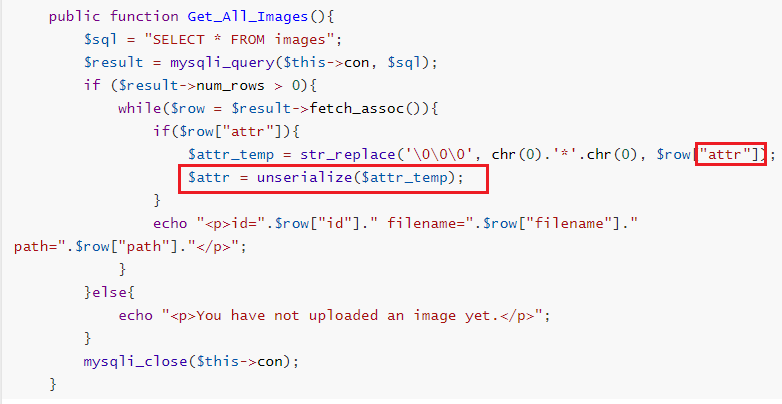 public function Get_All_Images(){
$sql = "SELECT * FROM images";
$result = mysqli_query($this->con, $sql);
if ($result->num_rows > 0){
while($row = $result->fetch_assoc()){
if($row["attr"]){
$attr_temp = str_replace('\0\0\0', chr(0).'*'.chr(0), $row["attr"]);
$attr = unserialize($attr_temp);
}
echo "<p>id=".$row["id"]." filename=".$row["filename"]."
path=".$row["path"]."</p>";
}
}else{
echo "<p>You have not uploaded an image yet.</p>";
}
mysqli_close($this->con);
}